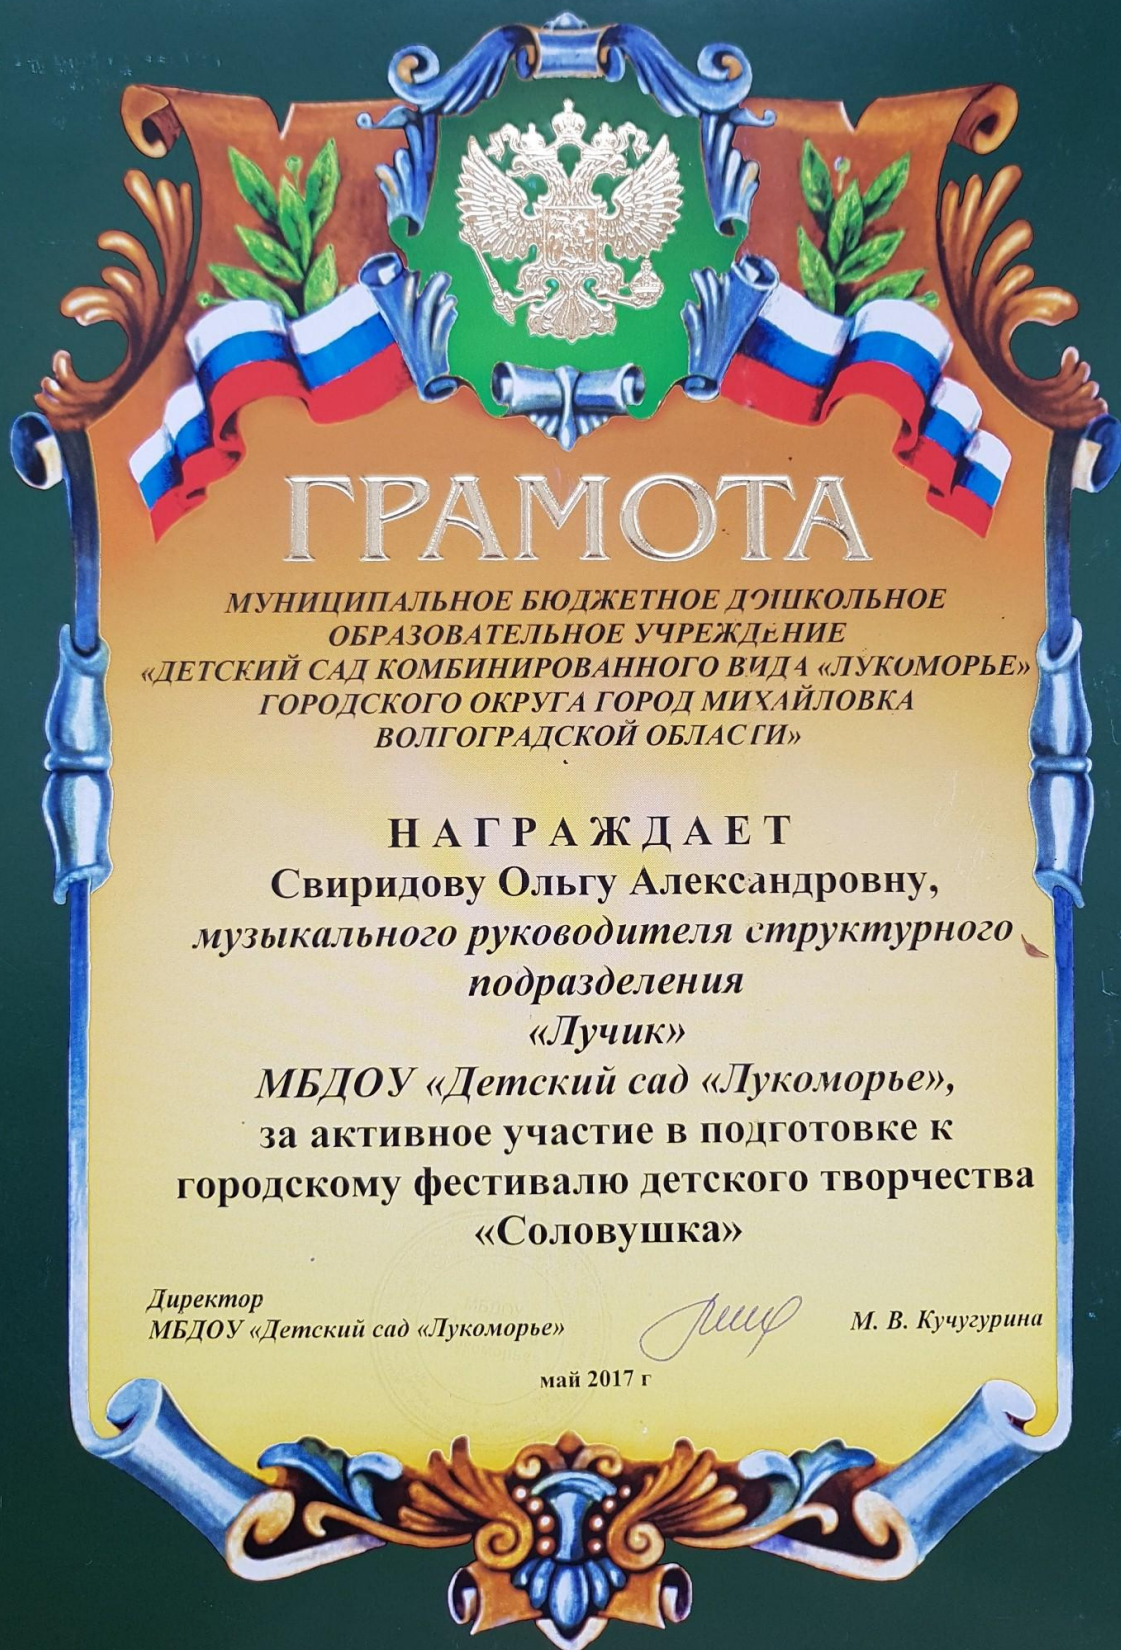 ГРАМОТА
МУНИЦИПАЛЬНОЕ БЮДЖЕТНОЕ ДОШКОЛЬНОЕ
ОБРАЗОВАТЕЛЬНОЕ УЧРЕЖДЕНИЕ
«ДЕТСКИЙ САД КОМБИНИРОВАННОГО ВИДА «ЛУКОМОРЬЕ»
ГОРОДСКОГО ОКРУГА ГОРОД МИХАЙЛОВКА
ВОЛГОГРАДСКОЙ ОБЛАСТИ»
НАГРАЖДАЕТ
Свиридову Ольгу Александровну,
музыкального руководителя структурного
подразделения
«Лучик»
МБДОУ «Детский сад «Лукоморье»,
за активное участие в подготовке к
городскому фестивалю детского творчества
«Соловушка»
Директор
МБДОУ «Детский сад «Лукоморье» М. В. Кучугурина
май 2017 г